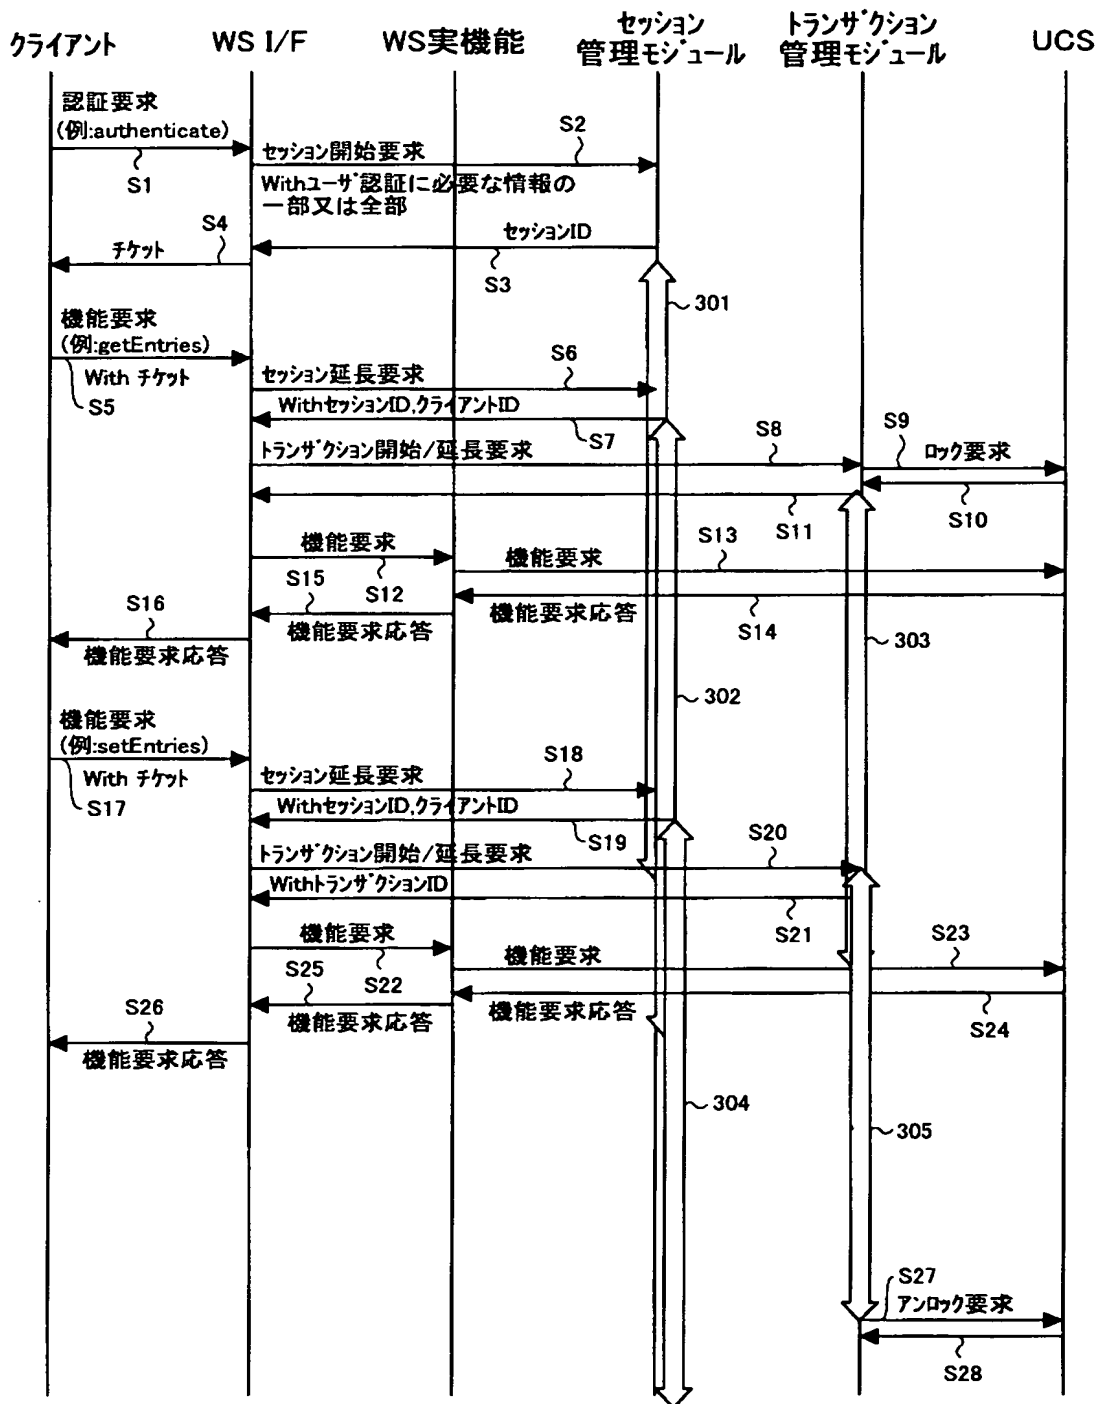 クライアント
WS I/F
WS実機能
セッション
管理モジュール
トランザクション
管理モジュール
UCS
認証要求
(例:authenticate)
S1
セッション開始要求
S2
Withユーザ認証に必要な情報の
一部又は全部
S4
チケット
セッションID
S3
301
機能要求
(例:getEntries)
With チケット
S5
セッション延長要求
S6
WithセッションID,クライアントID
S7
トランザクション開始/延長要求
S8
S9
ロック要求
S10
S11
機能要求
S12
S13
機能要求
S15
機能要求応答
S14
機能要求応答
S16
機能要求応答
303
302
機能要求
(例:setEntries)
With チケット
S17
セッション延長要求
S18
WithセッションID,クライアントID
S19
トランザクション開始/延長要求
S20
WithトランザクションID
S21
機能要求
S22
機能要求
S23
S25
機能要求応答
機能要求応答
S24
S26
機能要求応答
304
305
S27
アンロック要求
S28